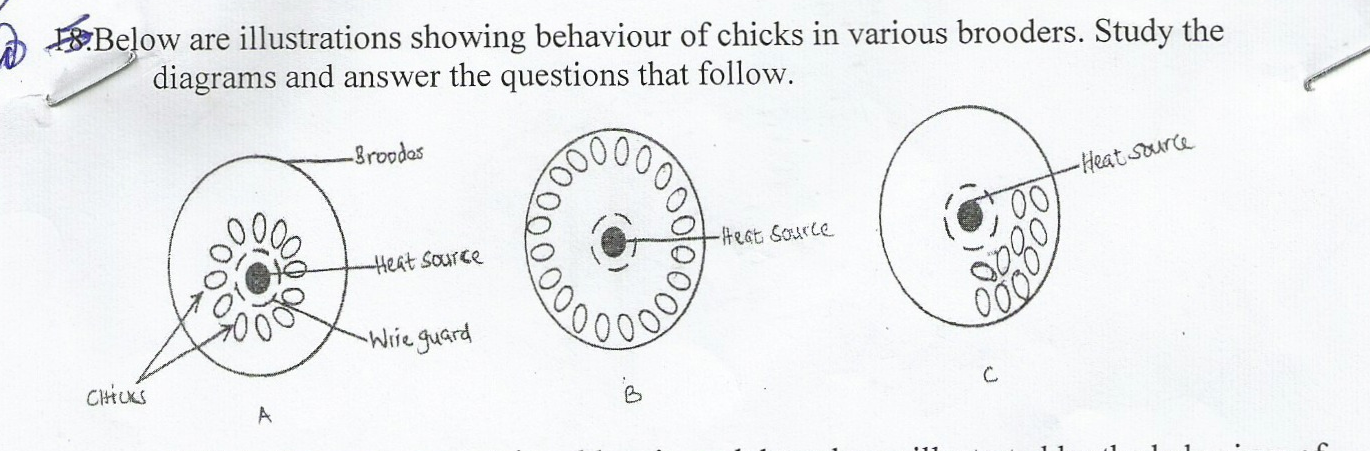 18.Below are illustrations showing behaviour of chicks in various brooders. Study the
diagrams and answer the questions that follow.
Broodas
Heat source
Wire guard
CHicks
A
Heat Source
B
Heat source
C